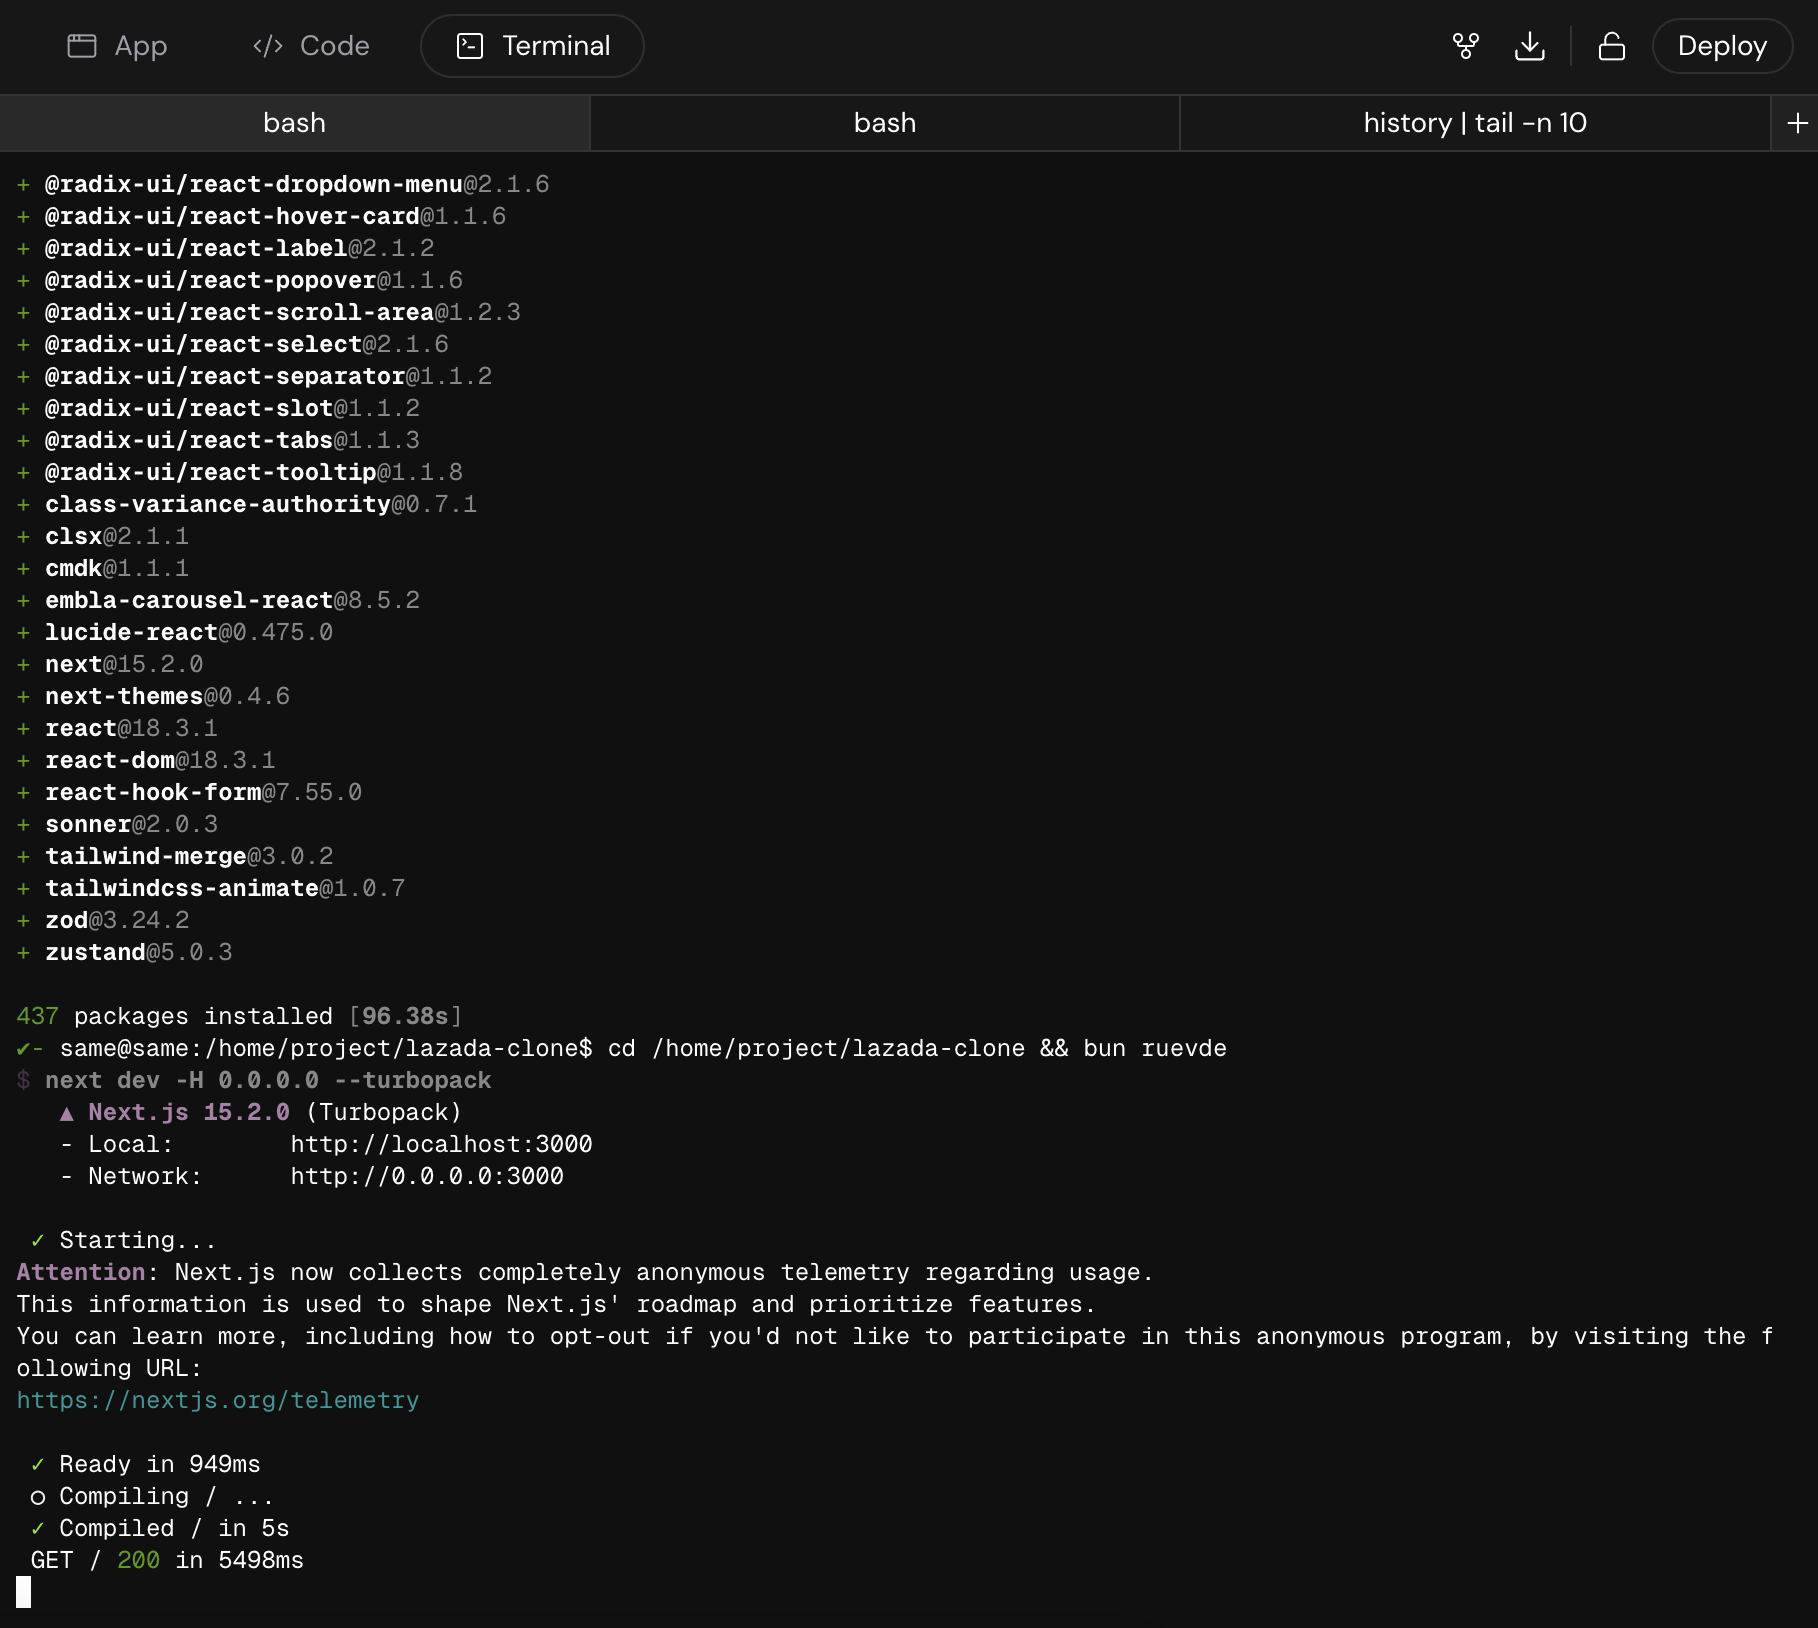 App
</> Code
Terminal
Deploy
bash
bash
history | tail -n 10
+
+ @radix-ui/react-dropdown-menu@2.1.6
+ @radix-ui/react-hover-card@1.1.6
+ @radix-ui/react-label@2.1.2
+ @radix-ui/react-popover@1.1.6
+ @radix-ui/react-scroll-area@1.2.3
+ @radix-ui/react-select@2.1.6
+ @radix-ui/react-separator@1.1.2
+ @radix-ui/react-slot@1.1.2
+ @radix-ui/react-tabs@1.1.3
+ @radix-ui/react-tooltip@1.1.8
+ class-variance-authority@0.7.1
+ clsx@2.1.1
+ cmdk@1.1.1
+ embla-carousel-react@8.5.2
+ lucide-react@0.475.0
+ next@15.2.0
+ next-themes@0.4.6
+ react@18.3.1
+ react-dom@18.3.1
+ react-hook-form@7.55.0
+ sonner@2.0.3
+ tailwind-merge@3.0.2
+ tailwindcss-animate@1.0.7
+ zod@3.24.2
+ zustand@5.0.3
437 packages installed [96.38s]
✔- same@same:/home/project/lazada-clone$ cd /home/project/lazada-clone && bun ruevde
$ next dev -H 0.0.0.0 --turbopack
▲ Next.js 15.2.0 (Turbopack)
- Local: http://localhost:3000
- Network: http://0.0.0.0:3000
✓ Starting...
Attention: Next.js now collects completely anonymous telemetry regarding usage.
This information is used to shape Next.js' roadmap and prioritize features.
You can learn more, including how to opt-out if you'd not like to participate in this anonymous program, by visiting the f
ollowing URL:
https://nextjs.org/telemetry
✓ Ready in 949ms
○ Compiling / ...
✓ Compiled / in 5s
GET / 200 in 5498ms